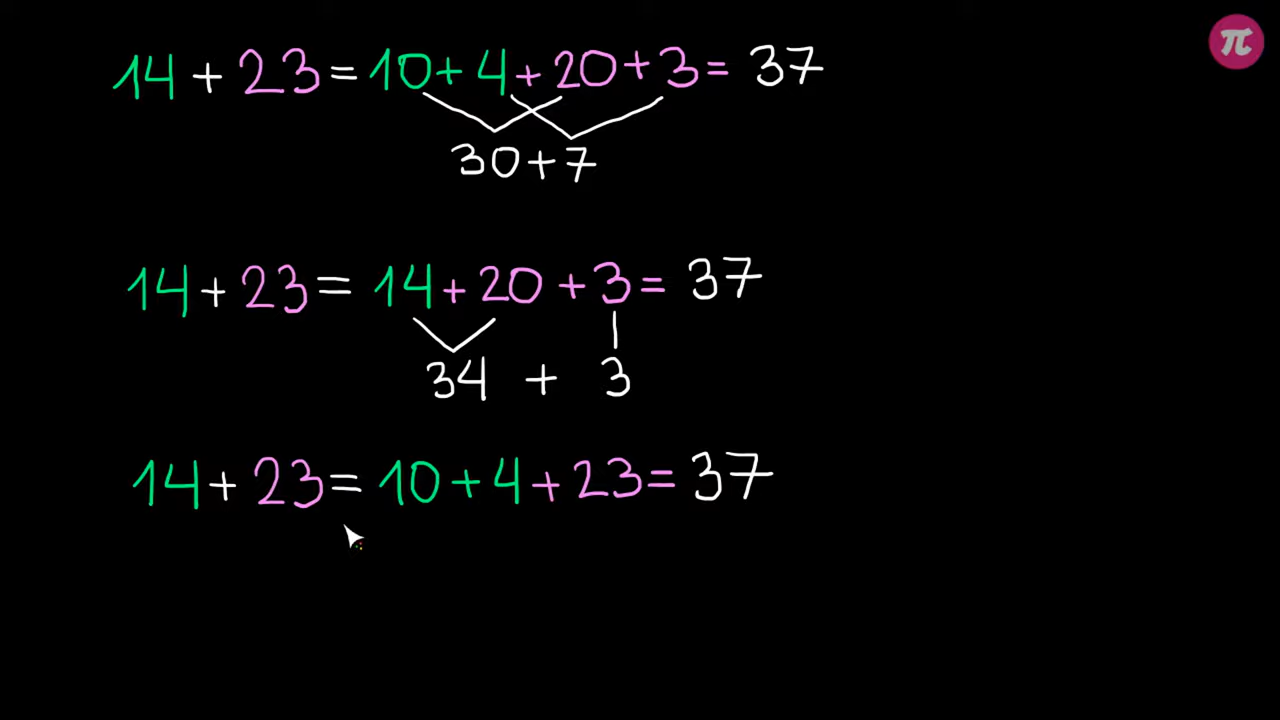 14 + 23 = 10 + 4 + 20 + 3 = 37
30 + 7
14 + 23 = 14 + 20 + 3 = 37
34 + 3
14 + 23 = 10 + 4 + 23 = 37
π